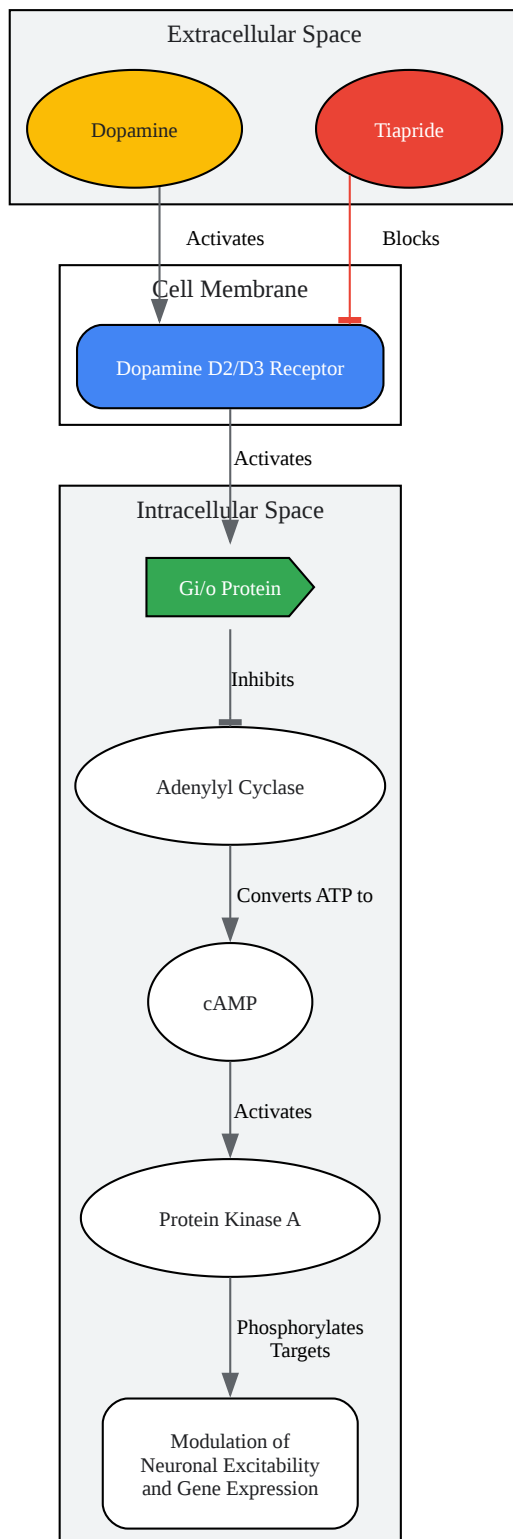 Extracellular Space
Dopamine
Tiapride
Activates
Blocks
Cell Membrane
Dopamine D2/D3 Receptor
Activates
Intracellular Space
Gi/o Protein
Inhibits
Adenylyl Cyclase
Converts ATP to
cAMP
Activates
Protein Kinase A
Phosphorylates
Targets
Modulation of
Neuronal Excitability
and Gene Expression